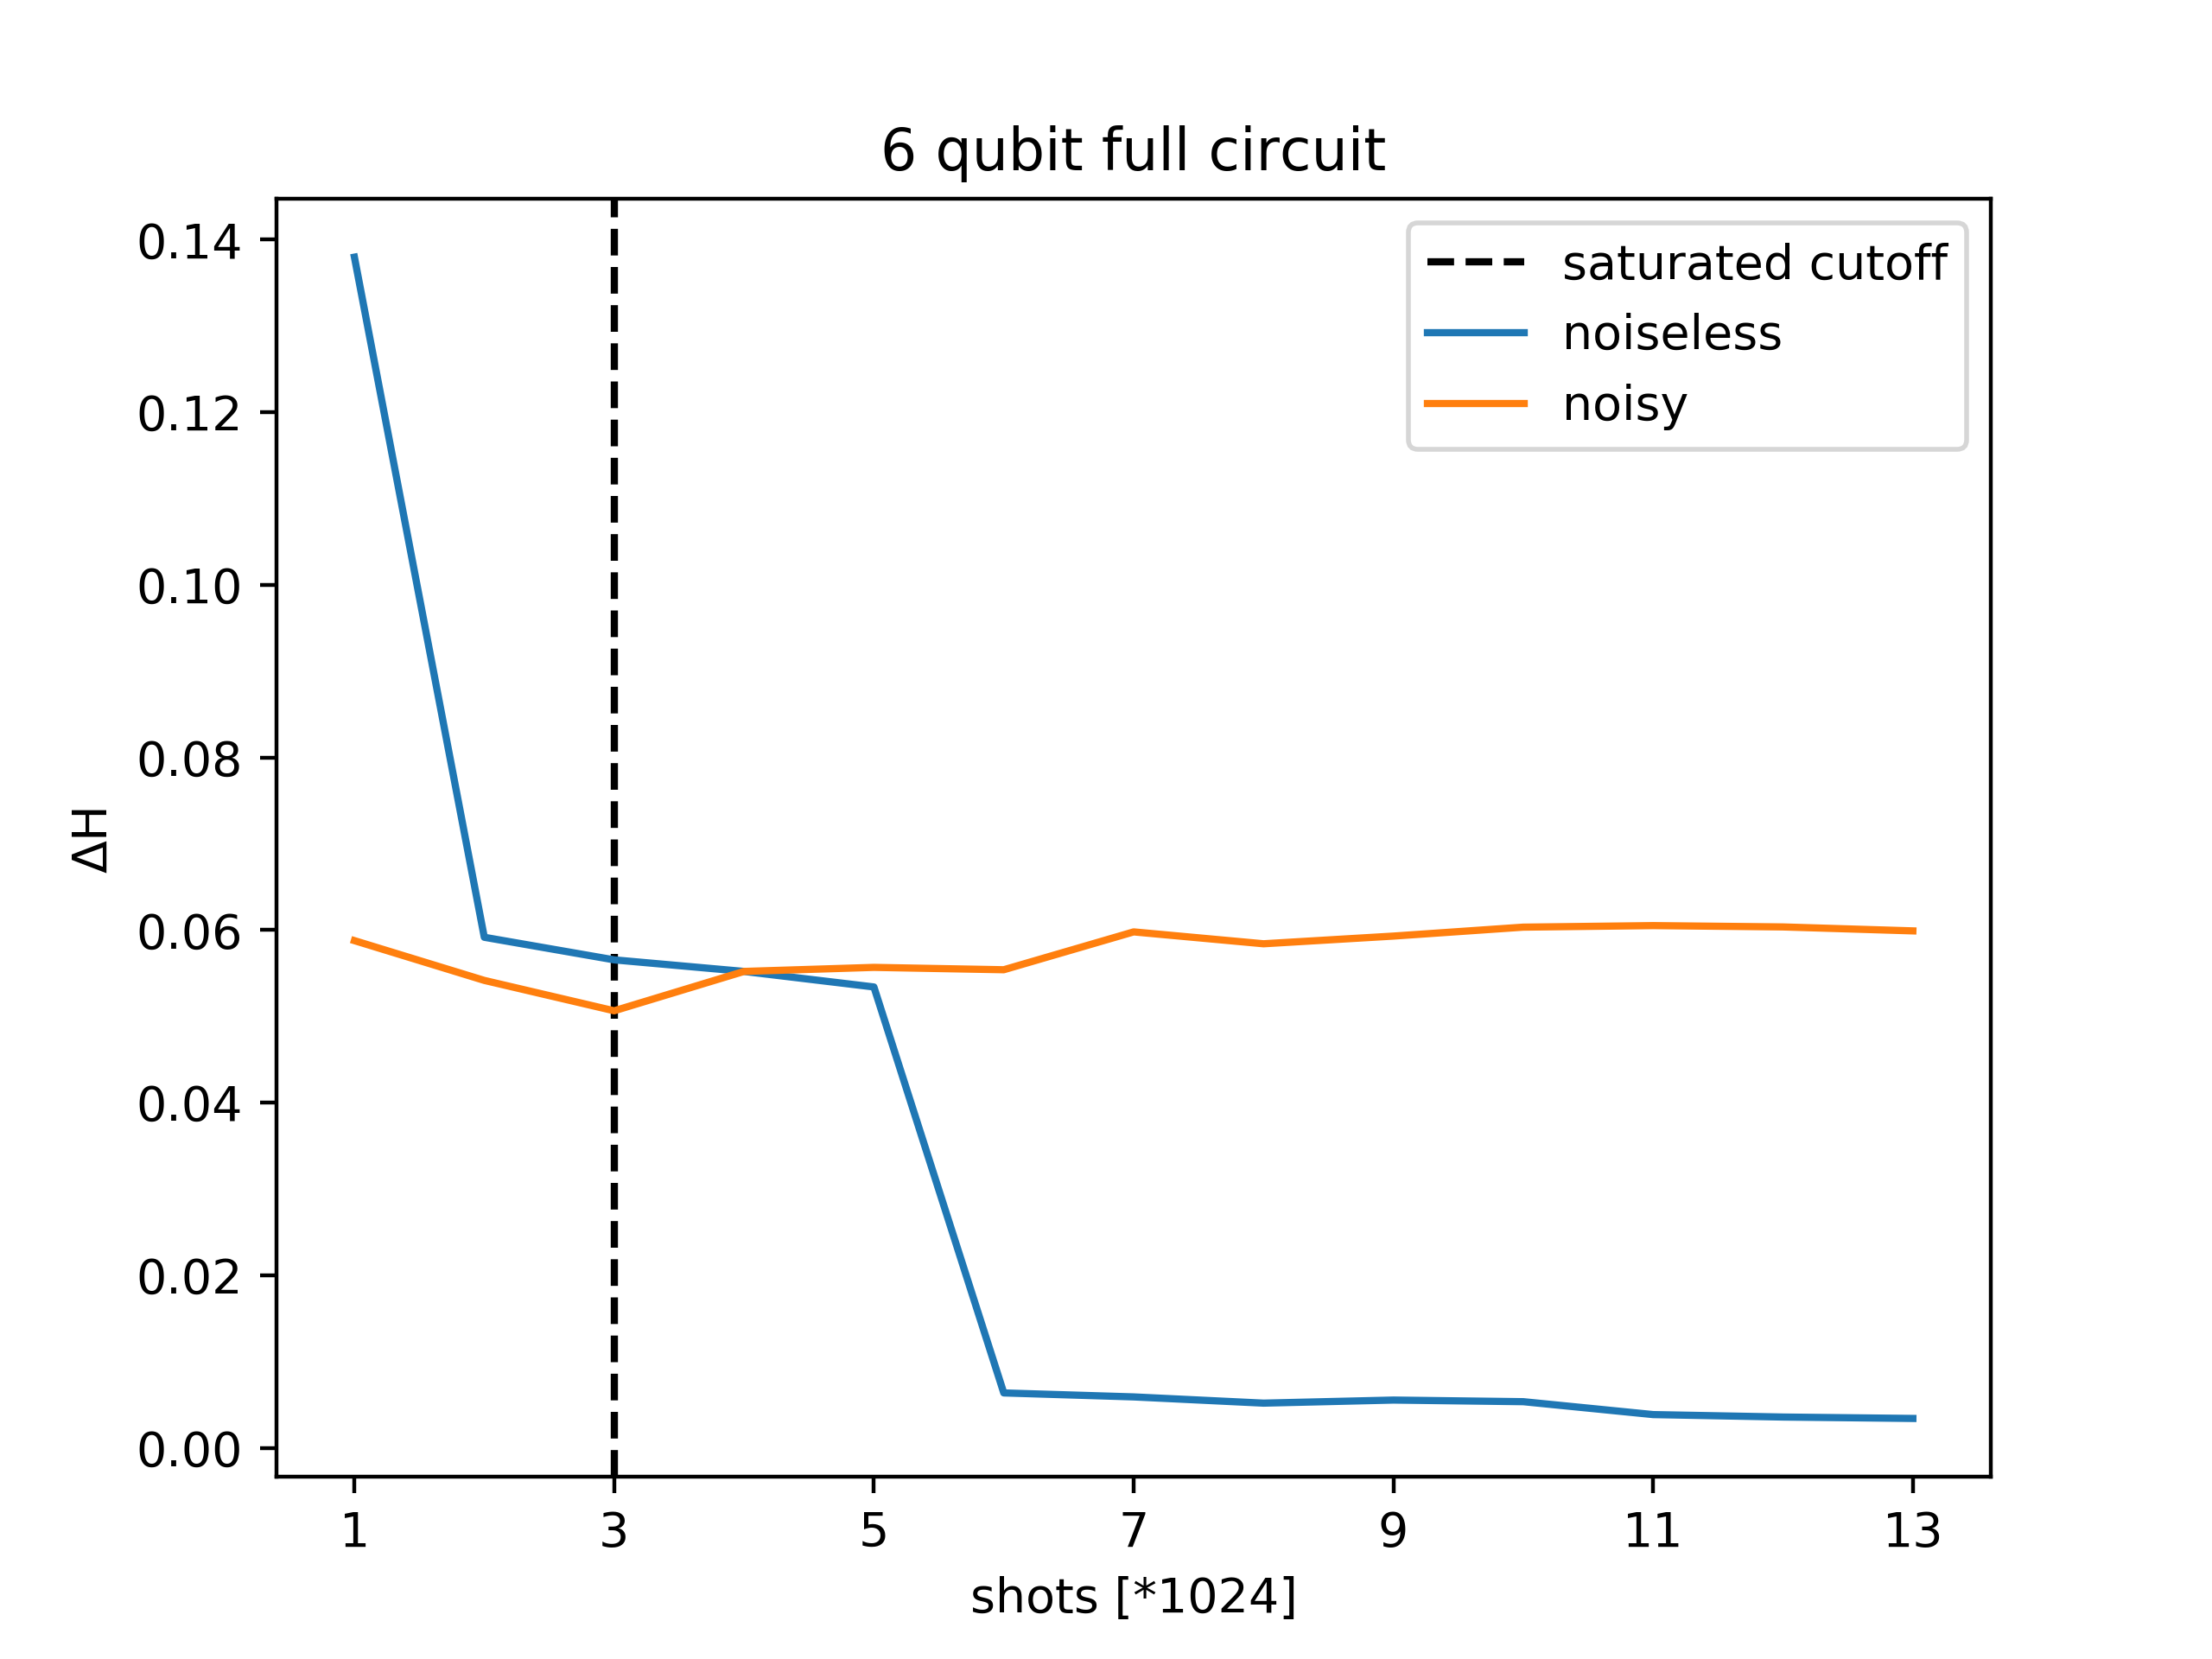 6 qubit full circuit
saturated cutoff
noiseless
noisy
ΔH
0.14
0.12
0.10
0.08
0.06
0.04
0.02
0.00
1 3 5 7 9 11 13
shots [*1024]